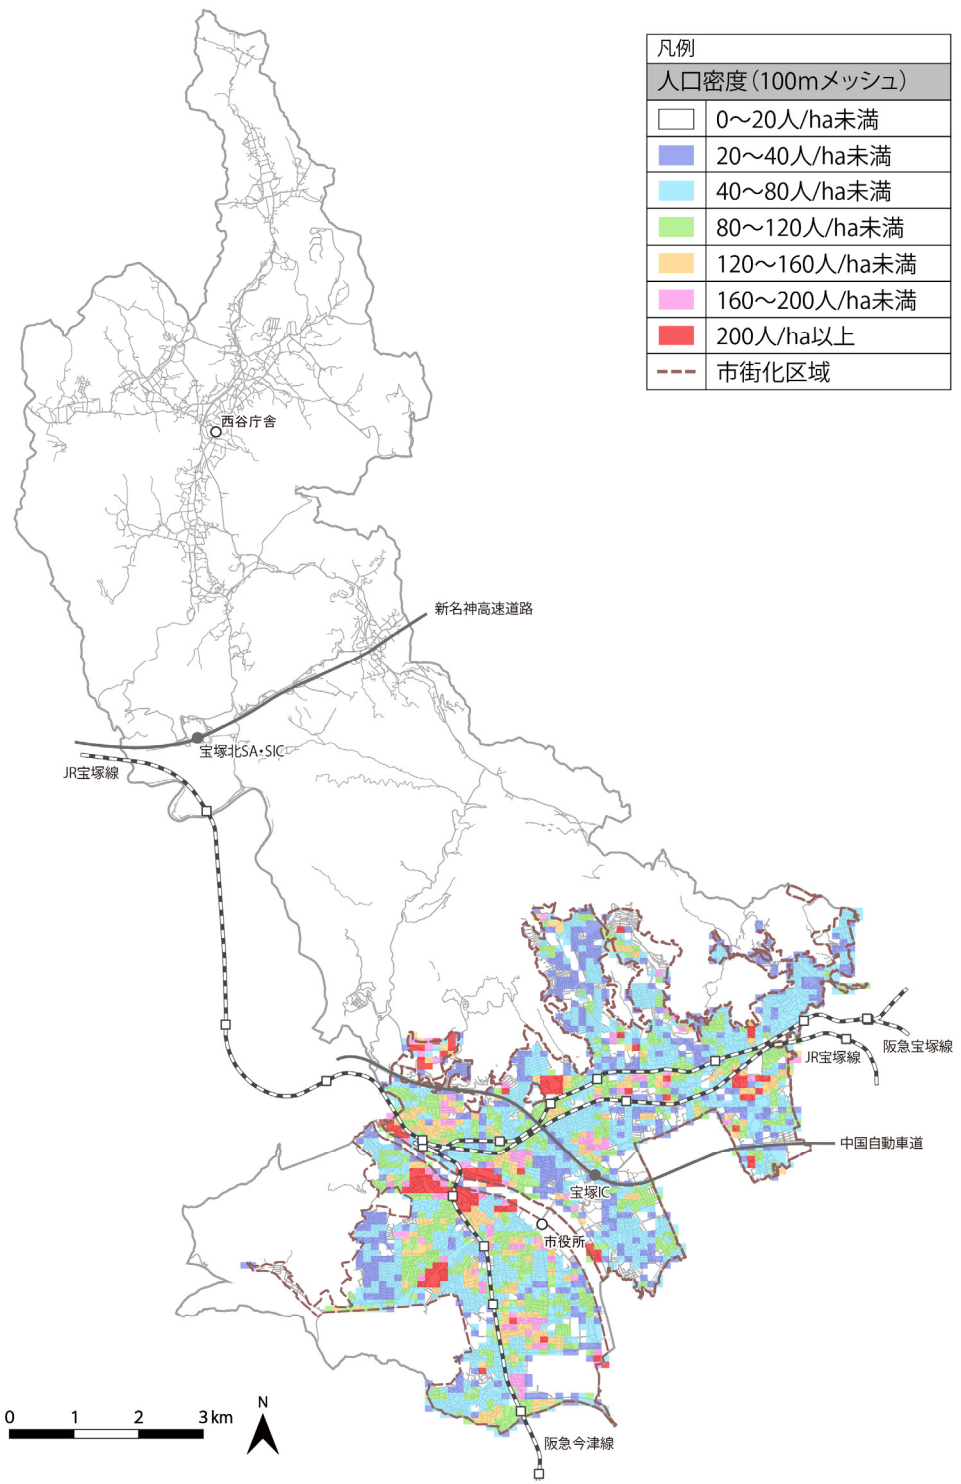 凡例
人口密度（100mメッシュ）
0～20人/ha未満
20～40人/ha未満
40～80人/ha未満
80～120人/ha未満
120～160人/ha未満
160～200人/ha未満
200人/ha以上
市街化区域
西谷庁舎
新名神高速道路
宝塚北SA・SIC
JR宝塚線
阪急宝塚線
JR宝塚線
中国自動車道
宝塚IC
市役所
阪急今津線
0 1 2 3km
N